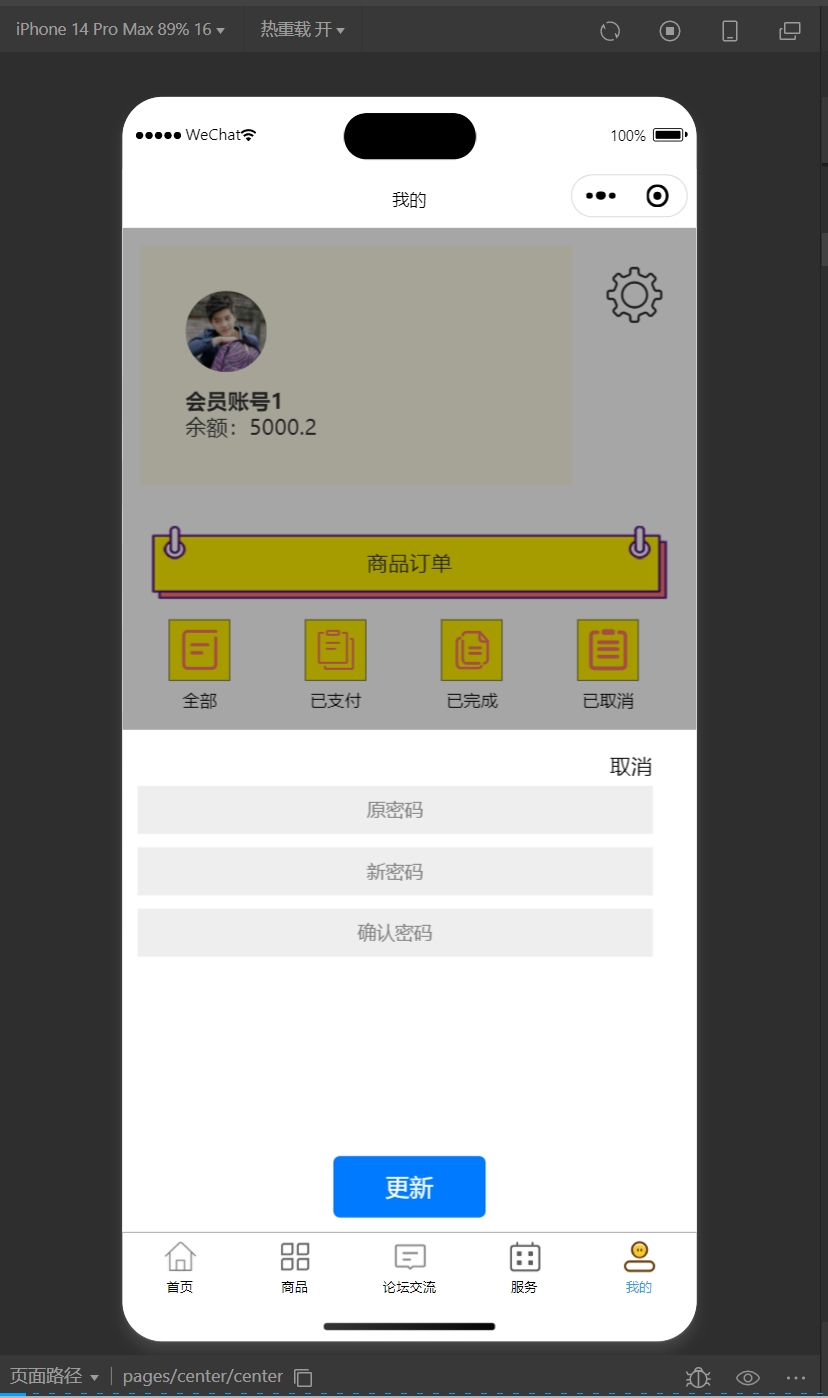 iPhone 14 Pro Max 89% 16 热重载 开
WeChat 100%
我的
会员账号1
余额：5000.2
商品订单
全部 已支付 已完成 已取消
取消
原密码
新密码
确认密码
更新
首页 商品 论坛交流 服务 我的
页面路径 pages/center/center